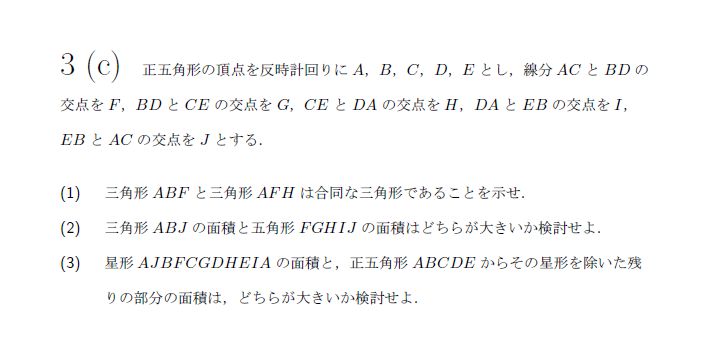 3 (c) 正五角形の頂点を反時計回りに A，B，C，D，E とし，線分 AC と BD の
交点を F，BD と CE の交点を G，CE と DA の交点を H，DA と EB の交点を I，
EB と AC の交点を J とする．
(1) 三角形 ABF と三角形 AFH は合同な三角形であることを示せ．
(2) 三角形 ABJ の面積と五角形 FGHIJ の面積はどちらが大きいか検討せよ．
(3) 星形 AJBFCGDHEIA の面積と，正五角形 ABCDE からその星形を除いた残
りの部分の面積は，どちらが大きいか検討せよ．